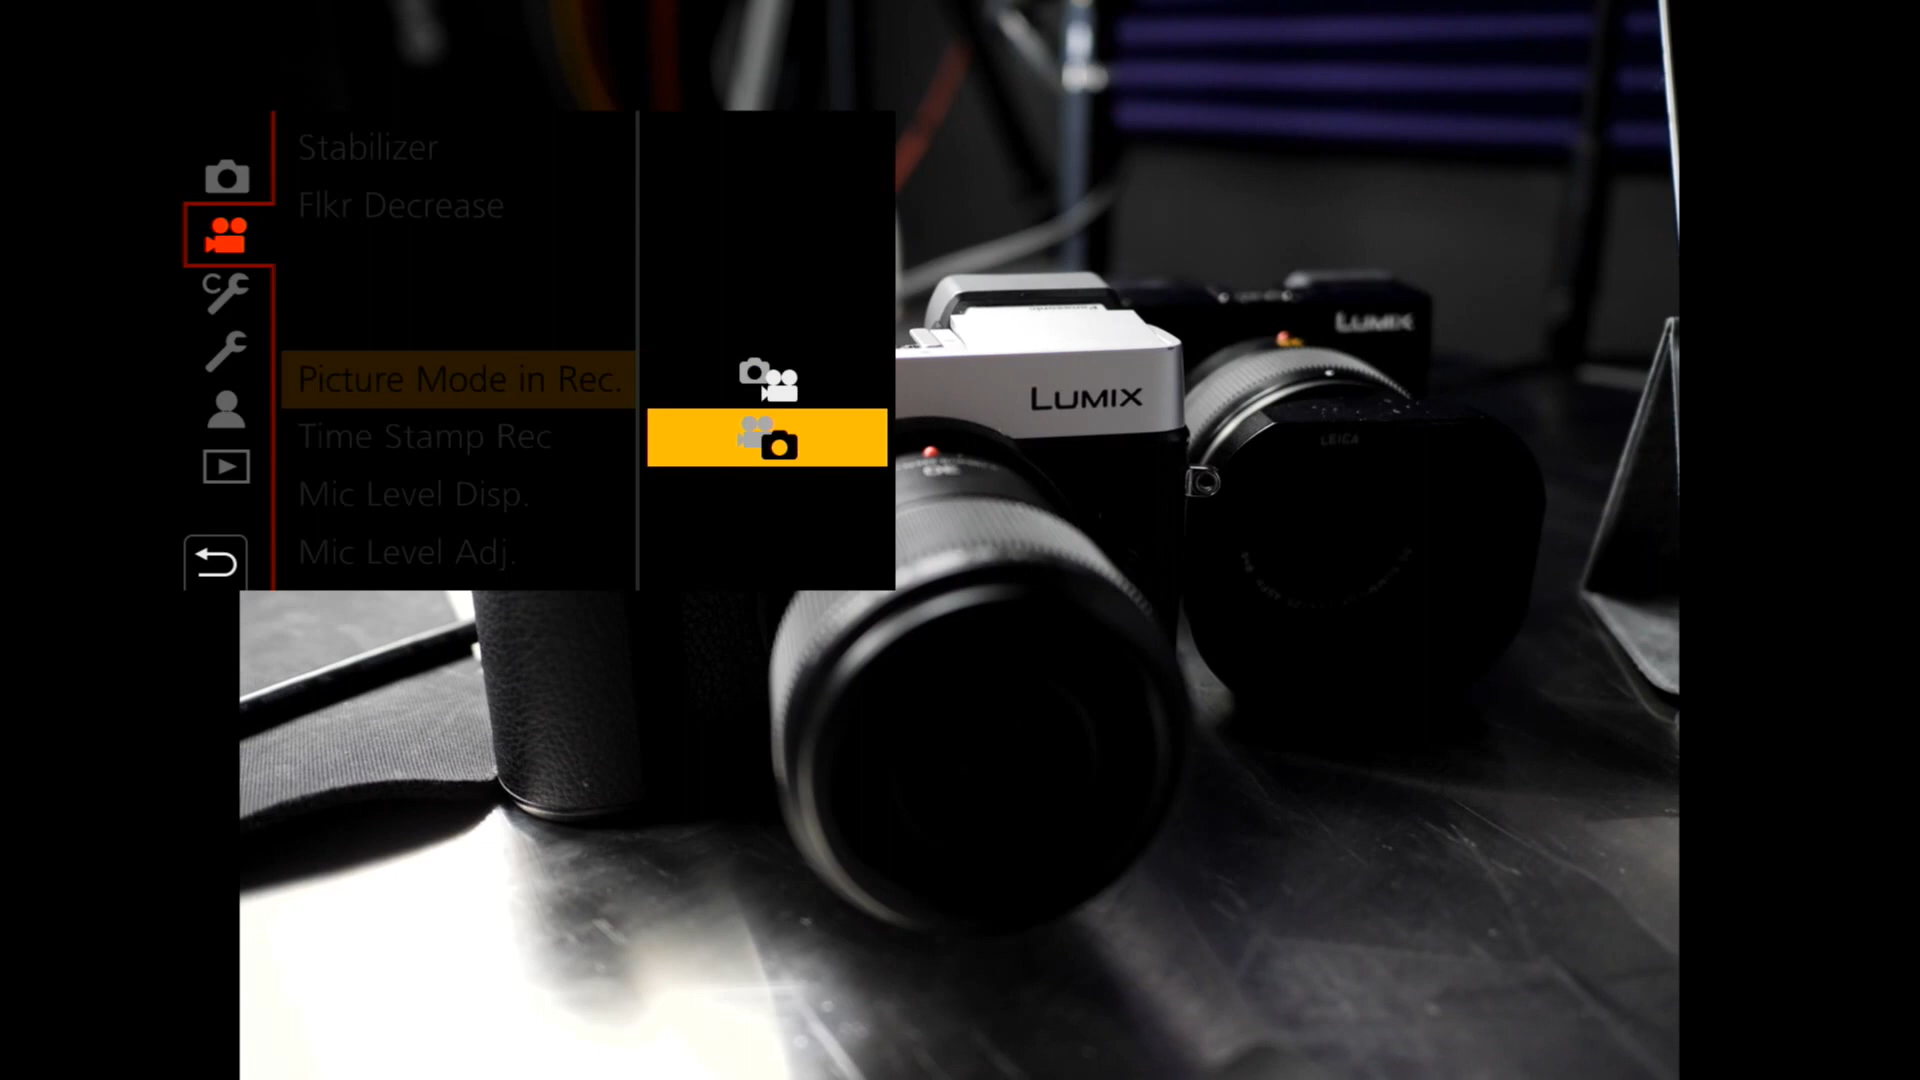 Stabilizer
Flkr Decrease
Picture Mode in Rec.
Time Stamp Rec
Mic Level Disp.
Mic Level Adj.
C
Panasonic
LUMIX
LUMIX
LEICA